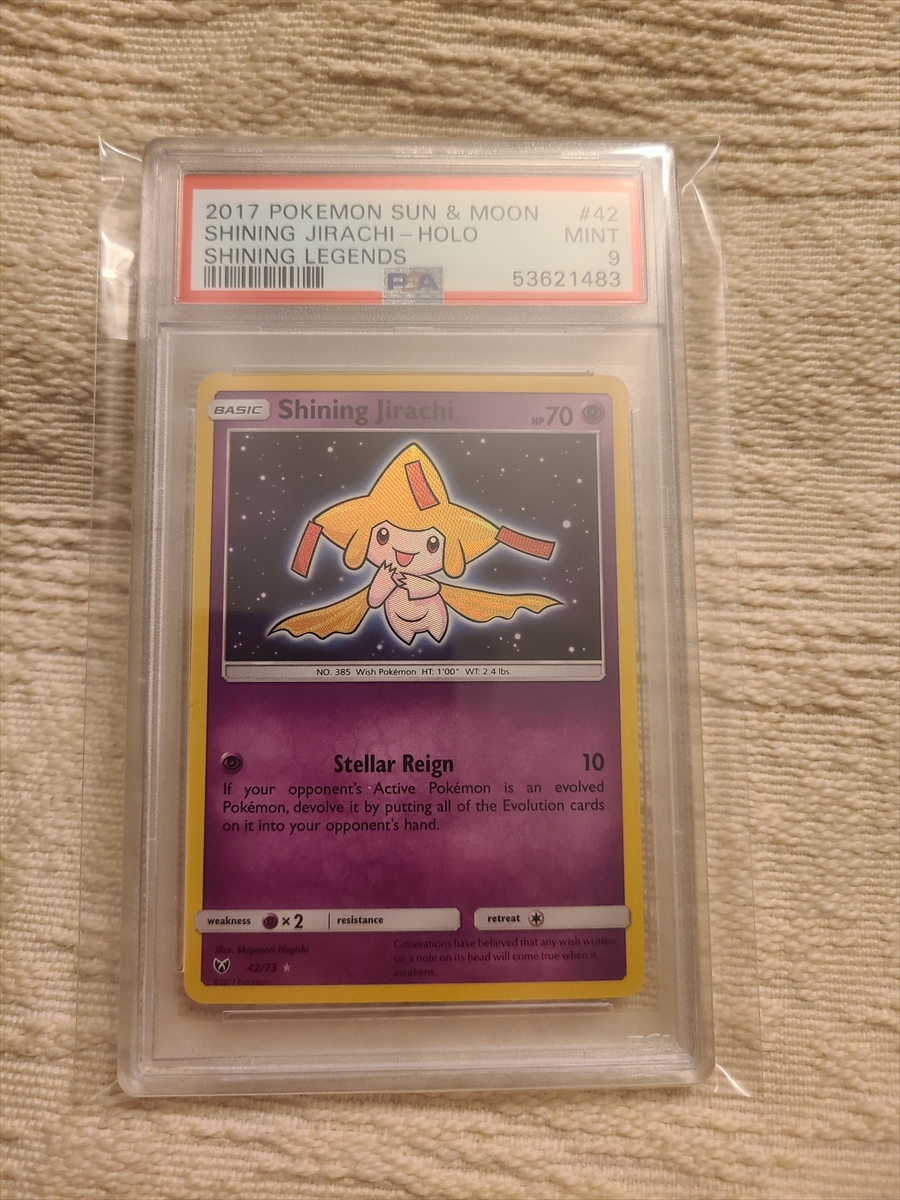 2017 POKEMON SUN & MOON #42
SHINING JIRACHI - HOLO MINT
SHINING LEGENDS 9
PSA 53621483
BASIC Shining Jirachi HP 70
NO. 385 Wish Pokémon HT: 1'00" WT: 2.4 lbs.
Stellar Reign 10
If your opponent's Active Pokémon is an evolved
Pokémon, devolve it by putting all of the Evolution cards
on it into your opponent's hand.
weakness ×2 resistance retreat
Illus. Shigenori Negishi
42/73
©2017 Pokémon
Generations have believed that any wish written
on a note on its head will come true when it
awakens.